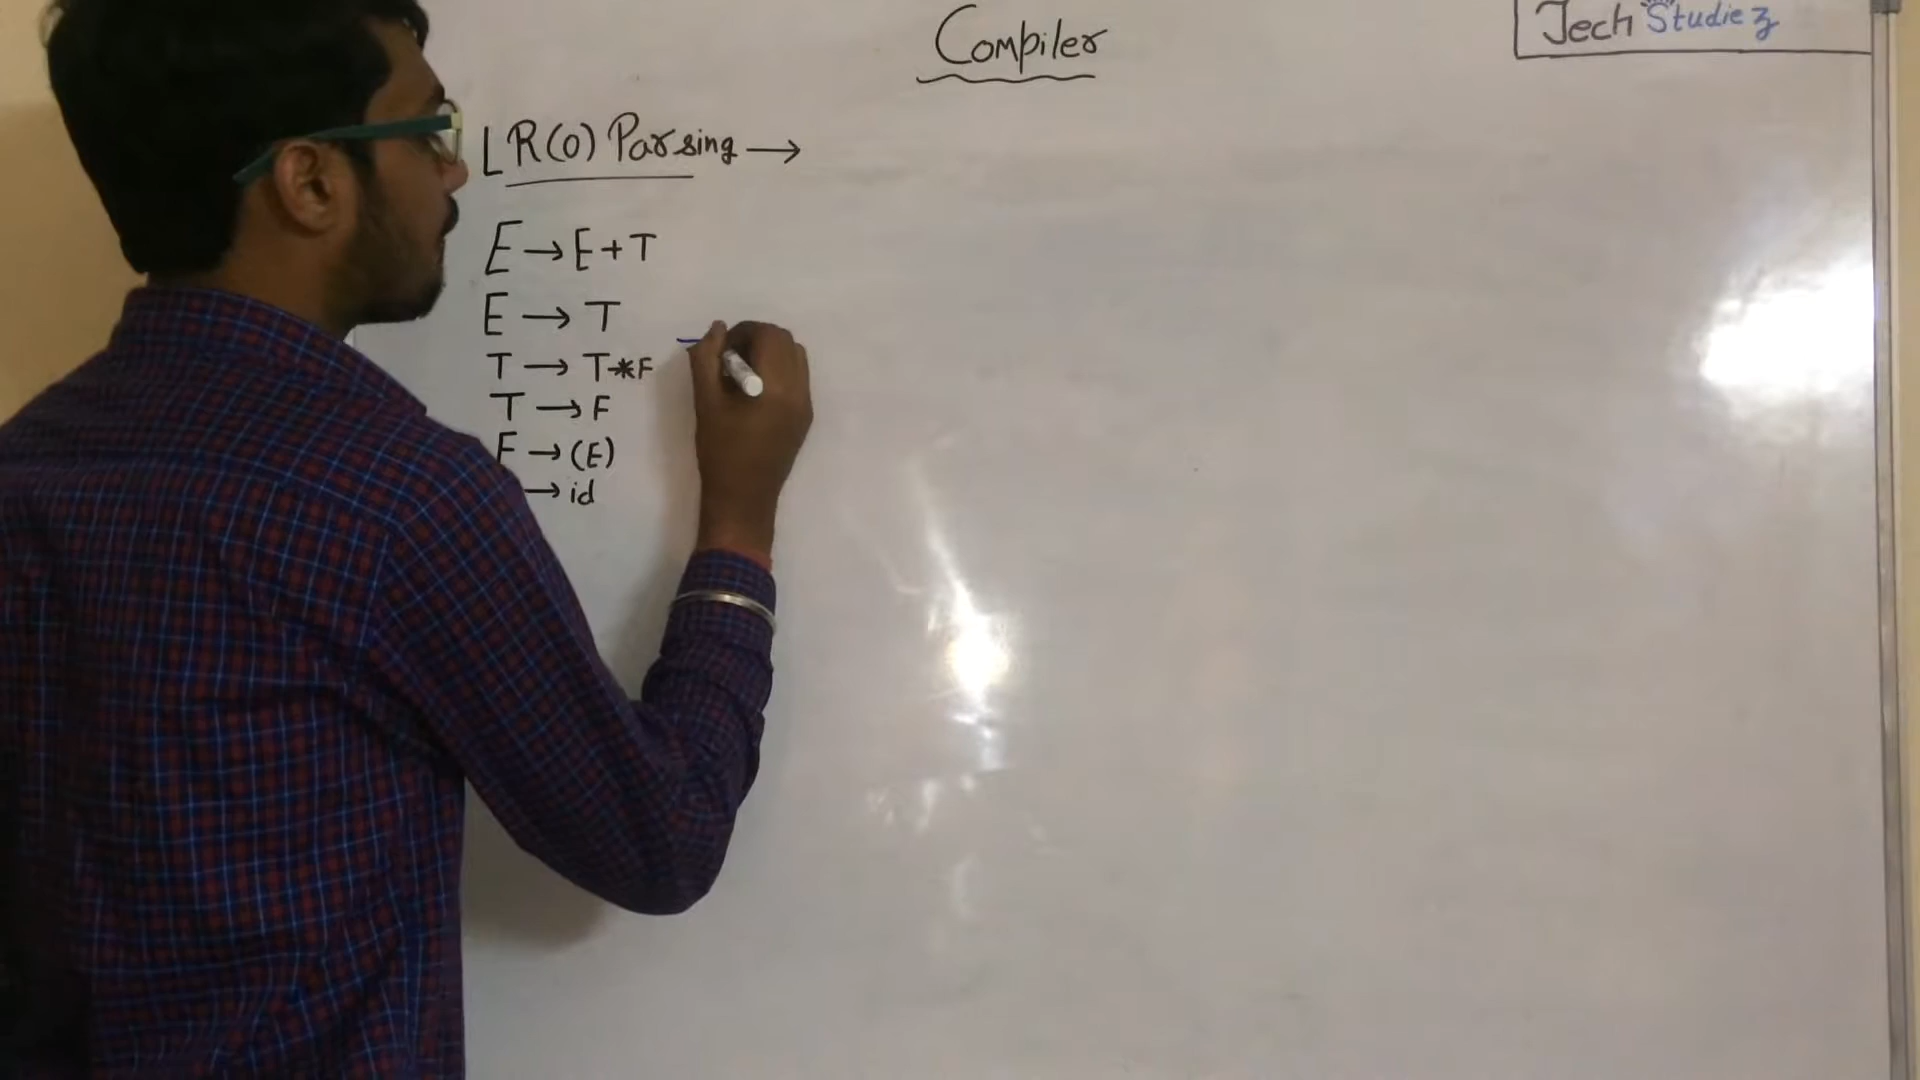 Compiler
Tech Studiez
LR(0) Parsing →
E → E + T
E → T
T → T * F
T → F
F → (E)
→ id